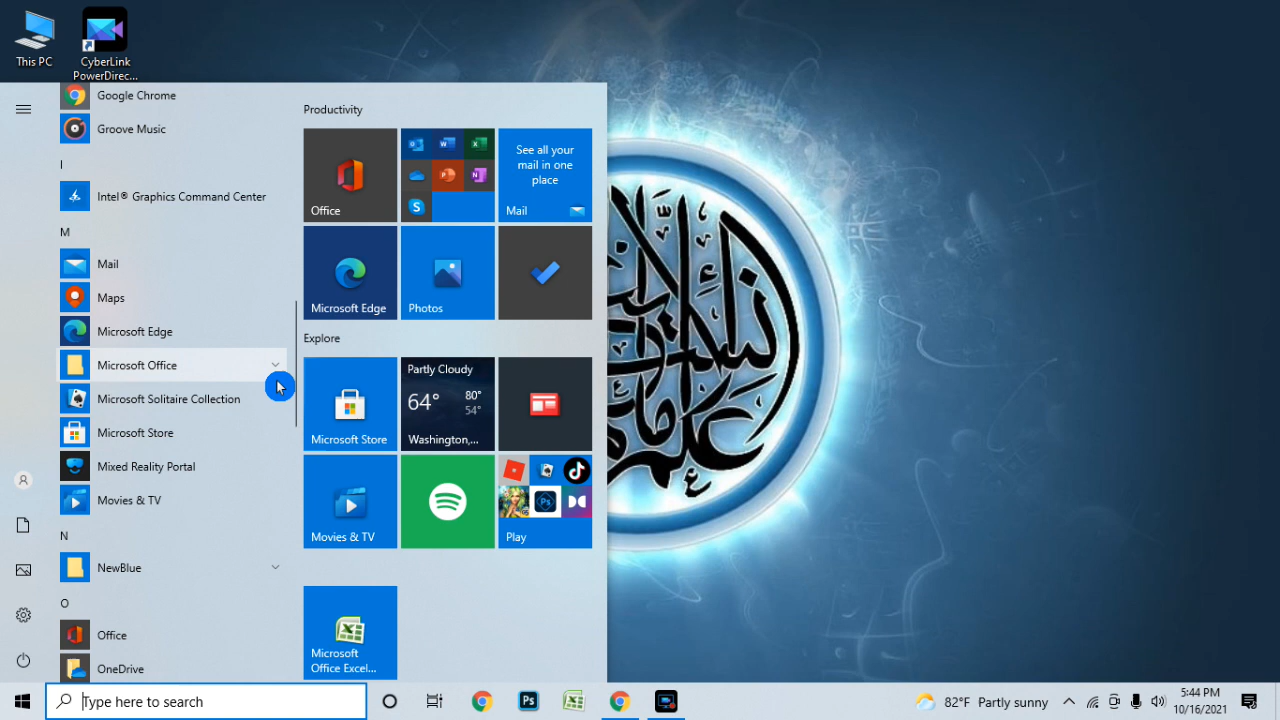 This PC
CyberLink
PowerDirec...
Google Chrome
Groove Music
I
Intel® Graphics Command Center
M
Mail
Maps
Microsoft Edge
Microsoft Office
Microsoft Solitaire Collection
Microsoft Store
Mixed Reality Portal
Movies & TV
N
NewBlue
O
Office
OneDrive
Productivity
Office
See all your
mail in one
place
Mail
Microsoft Edge
Photos
Explore
Microsoft Store
Partly Cloudy
64°
80°
54°
Washington,...
Movies & TV
Ps
Play
Microsoft
Office Excel...
Type here to search
Ps
82°F Partly sunny
5:44 PM
10/16/2021